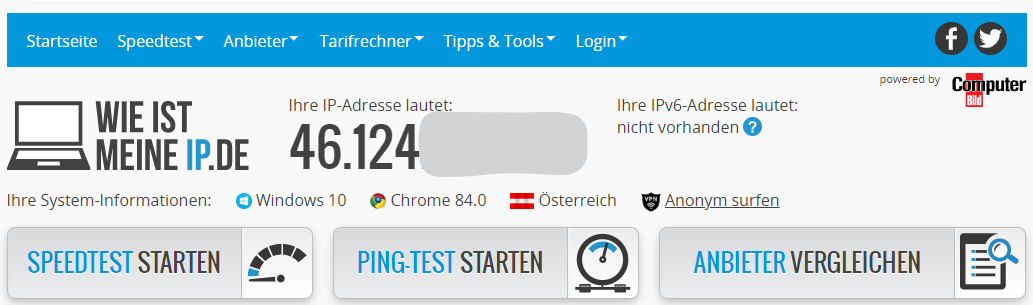 Startseite Speedtest Anbieter Tarifrechner Tipps & Tools Login
powered by Computer Bild
WIE IST
MEINE IP.DE
Ihre IP-Adresse lautet:
46.124
Ihre IPv6-Adresse lautet:
nicht vorhanden ?
Ihre System-Informationen: Windows 10 Chrome 84.0 Österreich VPN Anonym surfen
SPEEDTEST STARTEN PING-TEST STARTEN ANBIETER VERGLEICHEN